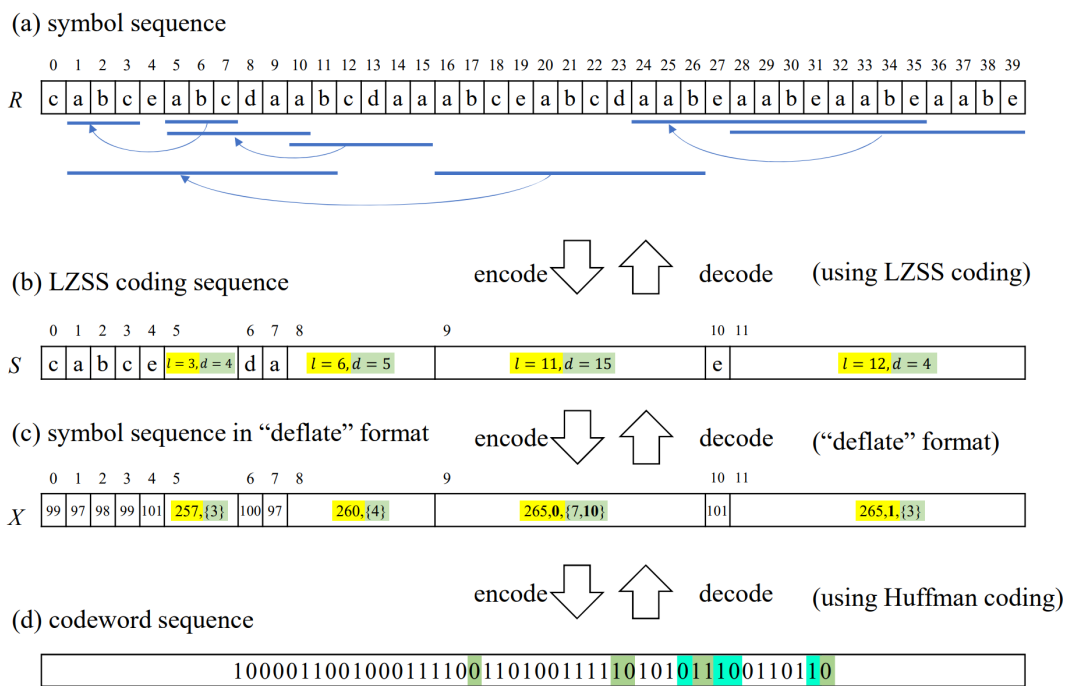 (a) symbol sequence
0 1 2 3 4 5 6 7 8 9 10 11 12 13 14 15 16 17 18 19 20 21 22 23 24 25 26 27 28 29 30 31 32 33 34 35 36 37 38 39
R c a b c e a b c d a a b c d a a a b c e a b c d a a b e a a b e a a b e a a b e
encode decode (using LZSS coding)
(b) LZSS coding sequence
0 1 2 3 4 5 6 7 8 9 10 11
S c a b c e l = 3, d = 4 d a l = 6, d = 5 l = 11, d = 15 e l = 12, d = 4
(c) symbol sequence in “deflate” format encode decode (“deflate” format)
0 1 2 3 4 5 6 7 8 9 10 11
X 99 97 98 99 101 257,{3} 100 97 260,{4} 265,0,{7,10} 101 265,1,{3}
encode decode (using Huffman coding)
(d) codeword sequence
1000011001000111100110100111110101011100110110